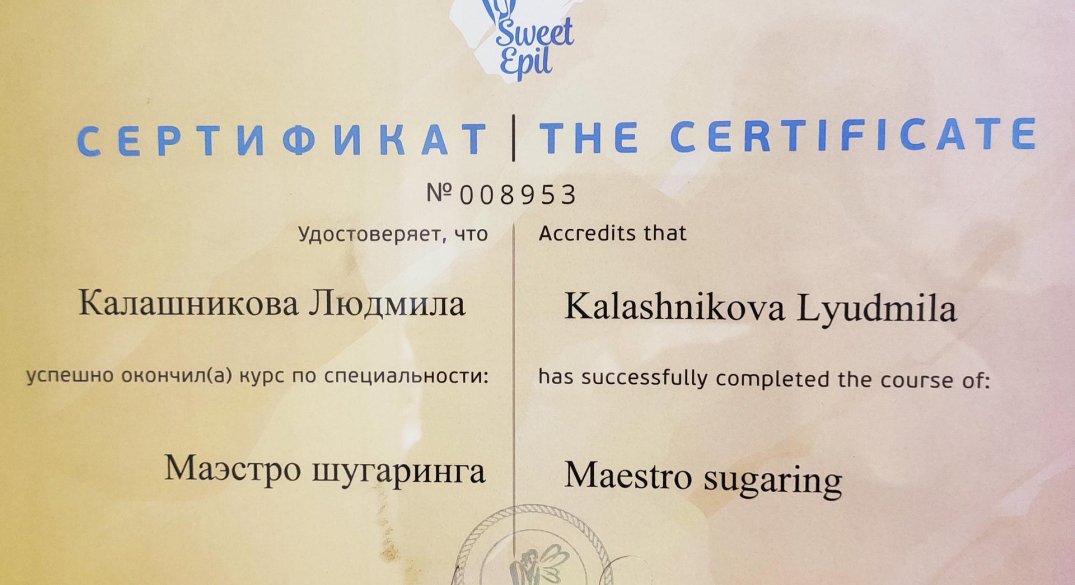 Sweet
Epil
СЕРТИФИКАТ | THE CERTIFICATE
№008953
Удостоверяет, что
Accredits that
Калашникова Людмила
Kalashnikova Lyudmila
успешно окончил(а) курс по специальности:
has successfully completed the course of:
Маэстро шугаринга
Maestro sugaring